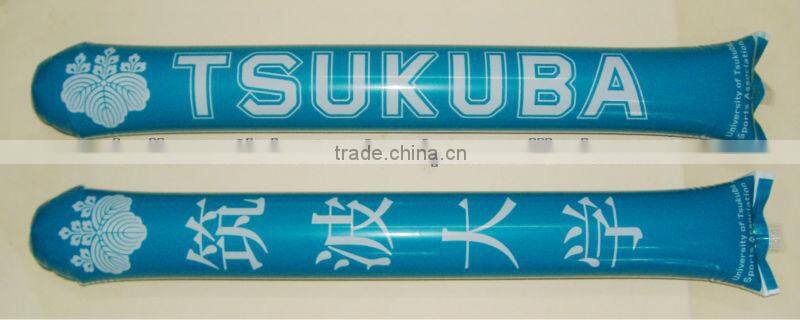 TSUKUBA
University of Tsukuba
Sports Association
trade.china.cn
筑波大学
University of Tsukuba
Sports Association